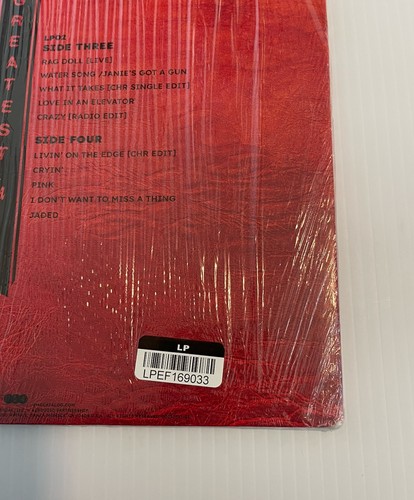 GREATEST H
LP02
SIDE THREE
RAG DOLL [LIVE]
WATER SONG /JANIE'S GOT A GUN
WHAT IT TAKES [CHR SINGLE EDIT]
LOVE IN AN ELEVATOR
CRAZY [RADIO EDIT]
SIDE FOUR
LIVIN' ON THE EDGE [CHR EDIT]
CRYIN'
PINK
I DON'T WANT TO MISS A THING
JADED
LP
LPEF169033